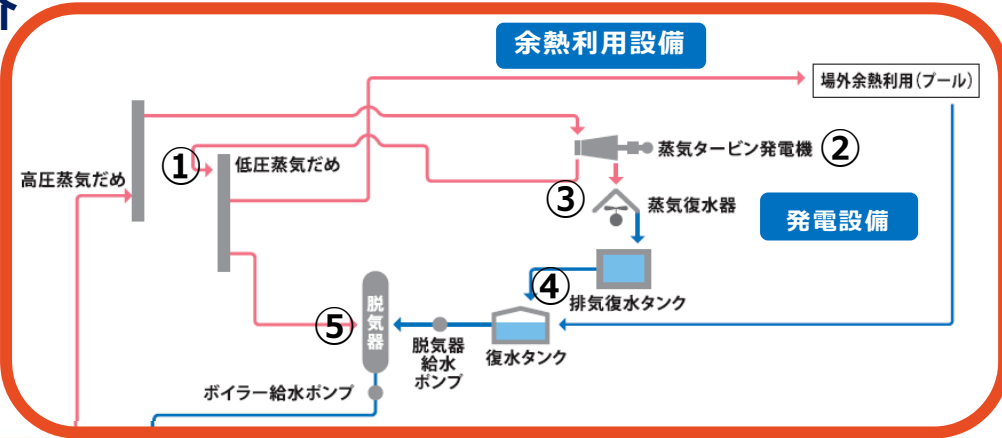 余熱利用設備
場外余熱利用(プール)
①
低圧蒸気だめ
蒸気タービン発電機
②
高圧蒸気だめ
③
蒸気復水器
発電設備
④
排気復水タンク
⑤
脱気器
脱気器
給水
ポンプ
復水タンク
ボイラー給水ポンプ